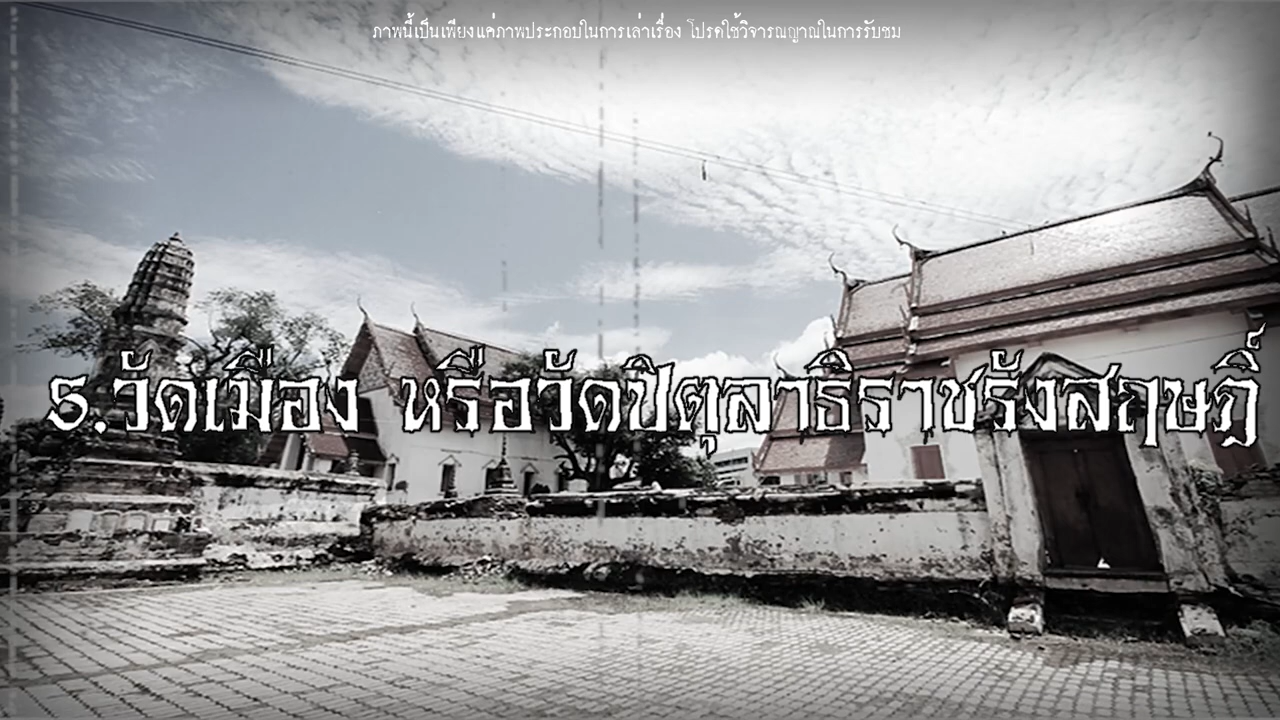 ภาพนี้เป็นเพียงแค่ภาพประกอบในการเล่าเรื่อง โปรดใช้วิจารณญาณในการรับชม
5.วัดเมือง หรือวัดปิตุลาธิราชรังสฤษฎิ์